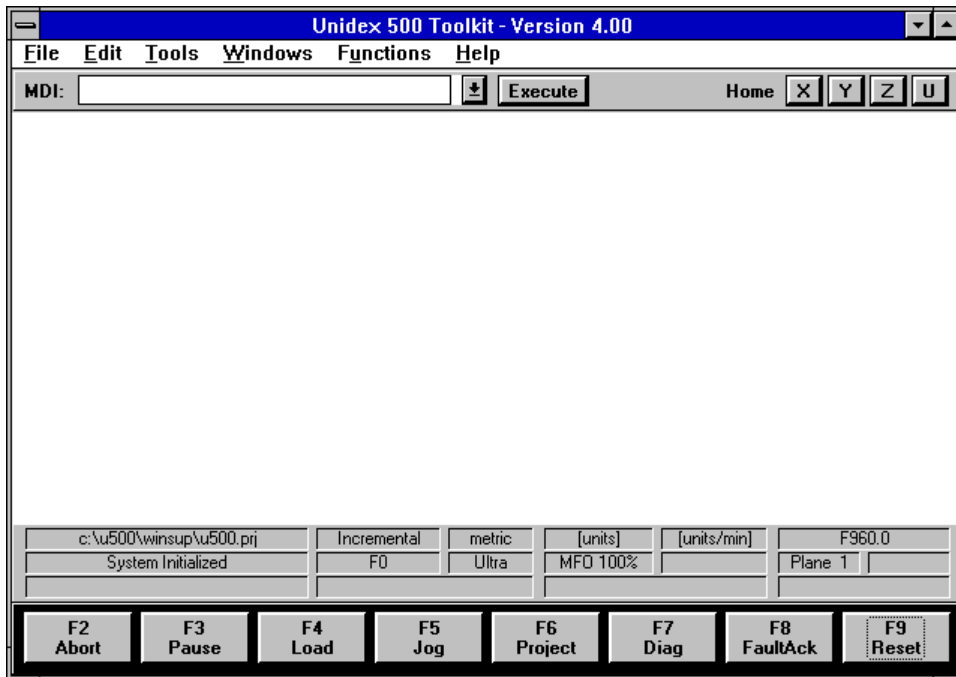 Unidex 500 Toolkit - Version 4.00
File Edit Tools Windows Functions Help
MDI: Execute Home X Y Z U
c:\u500\winsup\u500.prj Incremental metric [units] [units/min] F960.0
System Initialized F0 Ultra MFO 100% Plane 1
F2 F3 F4 F5 F6 F7 F8 F9
Abort Pause Load Jog Project Diag FaultAck Reset